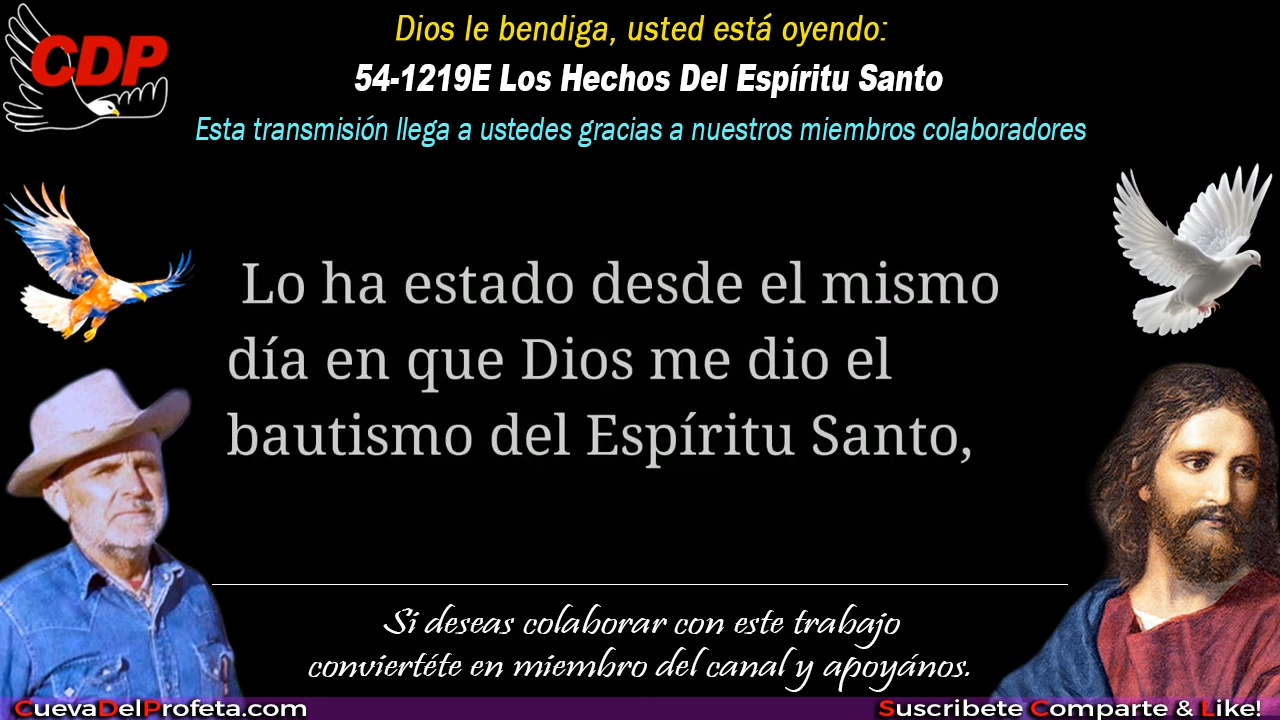 CDP
Dios le bendiga, usted está oyendo:
54-1219E Los Hechos Del Espíritu Santo
Esta transmisión llega a ustedes gracias a nuestros miembros colaboradores
Lo ha estado desde el mismo
día en que Dios me dio el
bautismo del Espíritu Santo,
Si deseas colaborar con este trabajo
conviertéte en miembro del canal y apoyános.
CuevaDelProfeta.com
Suscribete Comparte & Like!